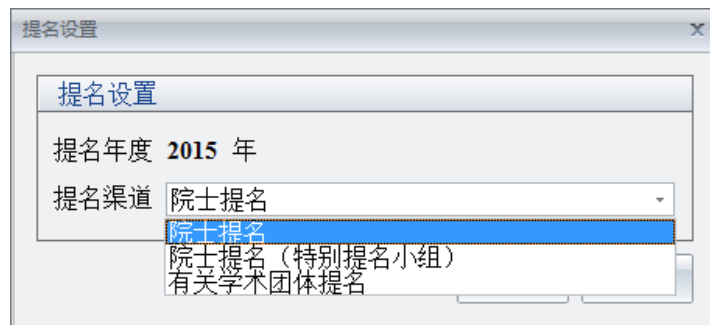 提名设置
x
提名设置
提名年度 2015 年
提名渠道 院士提名
院士提名
院士提名（特别提名小组）
有关学术团体提名